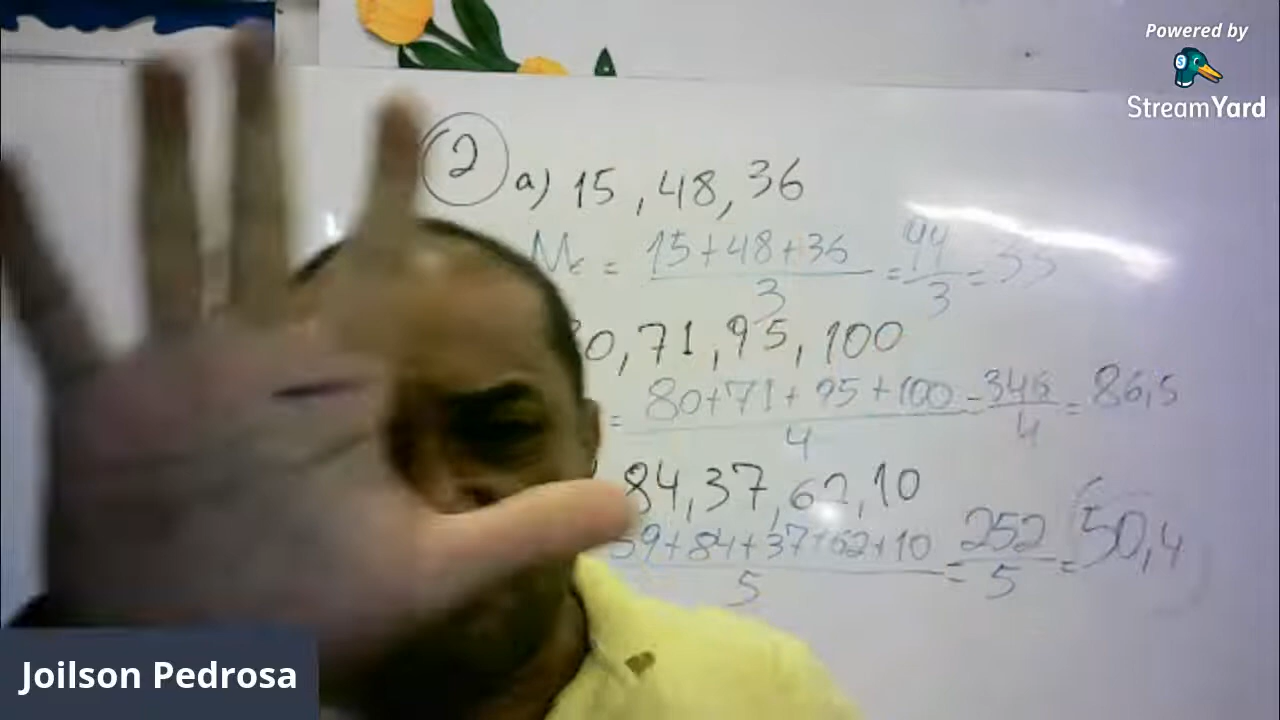 Powered by
StreamYard
2 a) 15, 48, 36
= 15+48+36 / 3 = 99/3 = 33
0, 71, 95, 100
= 80+71+95+100 / 4 = 346/4 = 86,5
84, 37, 62, 10
59+84+37+62+10 / 5 = 252/5 = 50,4
Joilson Pedrosa